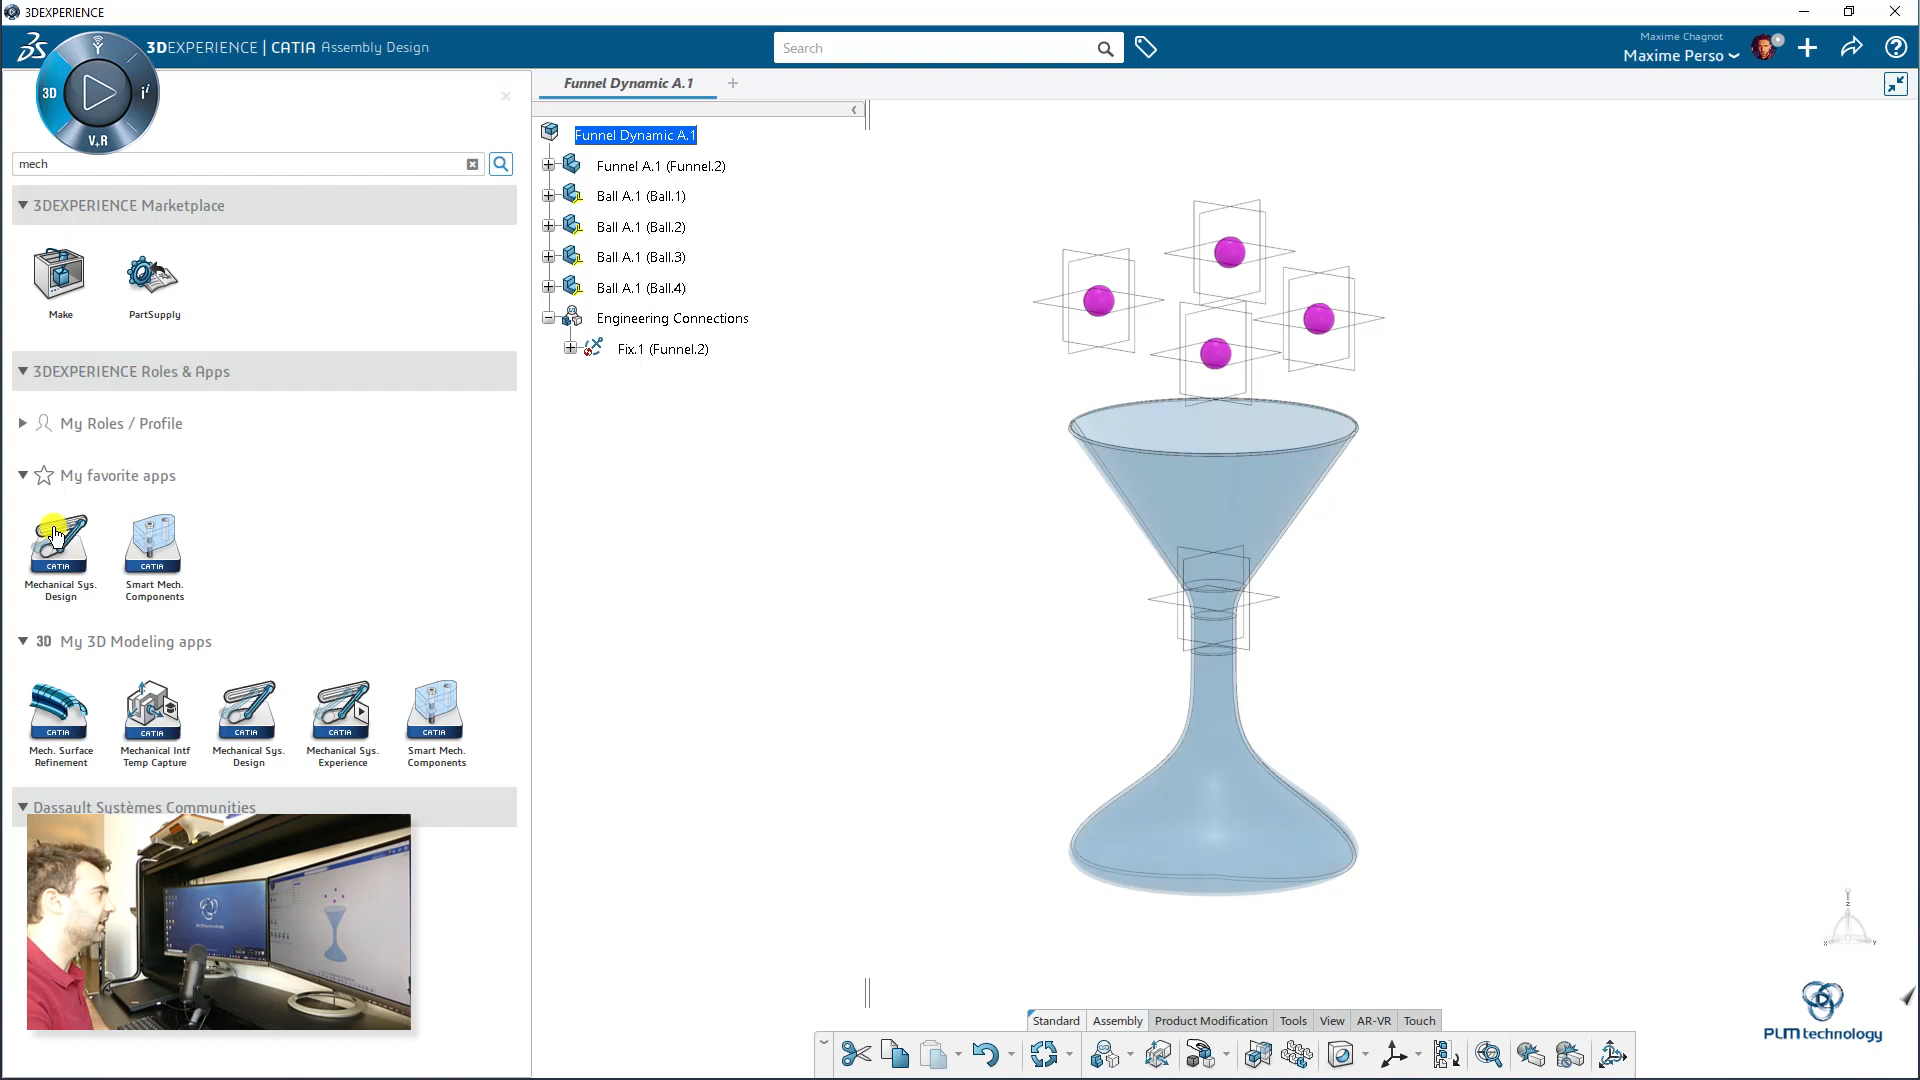 3DEXPERIENCE
3DEXPERIENCE | CATIA Assembly Design
Search
Maxime Chagnot
Maxime Perso
3D
V+R
mech
3DEXPERIENCE Marketplace
Make
PartSupply
3DEXPERIENCE Roles & Apps
My Roles / Profile
My favorite apps
CATIA
CATIA
Mechanical Sys. Design
Smart Mech. Components
3D My 3D Modeling apps
CATIA
CATIA
CATIA
CATIA
CATIA
Mech. Surface Refinement
Mechanical Intf Temp Capture
Mechanical Sys. Design
Mechanical Sys. Experience
Smart Mech. Components
Dassault Systèmes Communities
Funnel Dynamic A.1
Funnel Dynamic A.1
Funnel A.1 (Funnel.2)
Ball A.1 (Ball.1)
Ball A.1 (Ball.2)
Ball A.1 (Ball.3)
Ball A.1 (Ball.4)
Engineering Connections
Fix.1 (Funnel.2)
PLMtechnology
Standard
Assembly
Product Modification
Tools
View
AR-VR
Touch